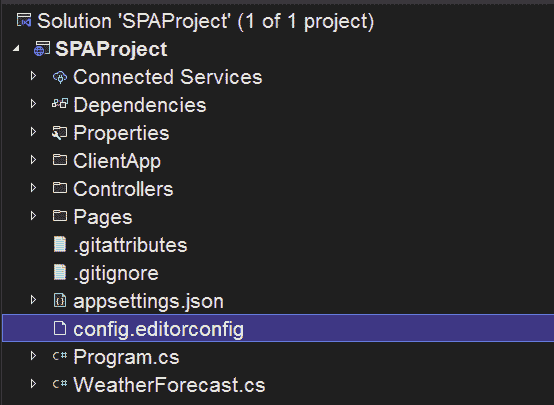 Solution 'SPAProject' (1 of 1 project)
SPAProject
Connected Services
Dependencies
Properties
ClientApp
Controllers
Pages
.gitattributes
.gitignore
appsettings.json
config.editorconfig
C# Program.cs
C# WeatherForecast.cs